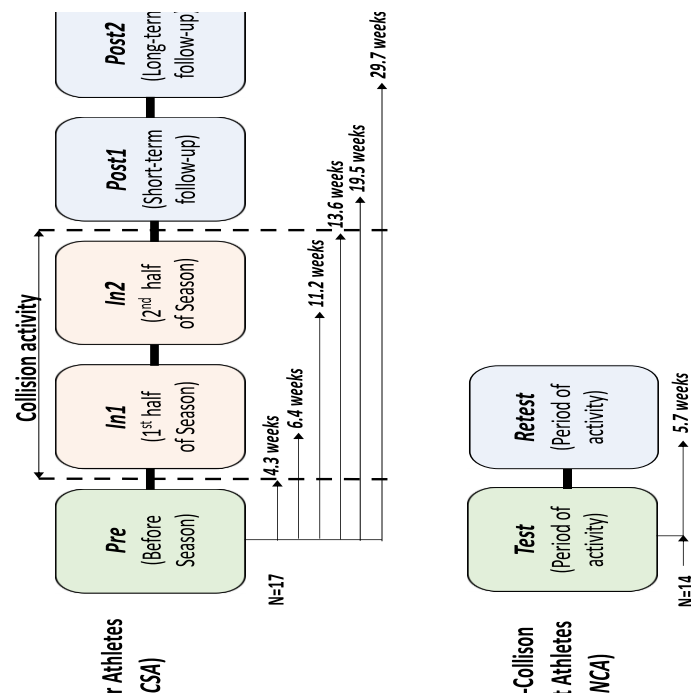 Collision activity
Pre
(Before
Season)
In1
(1st half
of Season)
In2
(2nd half
of Season)
Post1
(Short-term
follow-up)
Post2
(Long-term
follow-up)
4.3 weeks
6.4 weeks
11.2 weeks
13.6 weeks
19.5 weeks
29.7 weeks
N=17
r Athletes
CSA)
Test
(Period of
activity)
Retest
(Period of
activity)
5.7 weeks
N=14
-Collison
t Athletes
NCA)